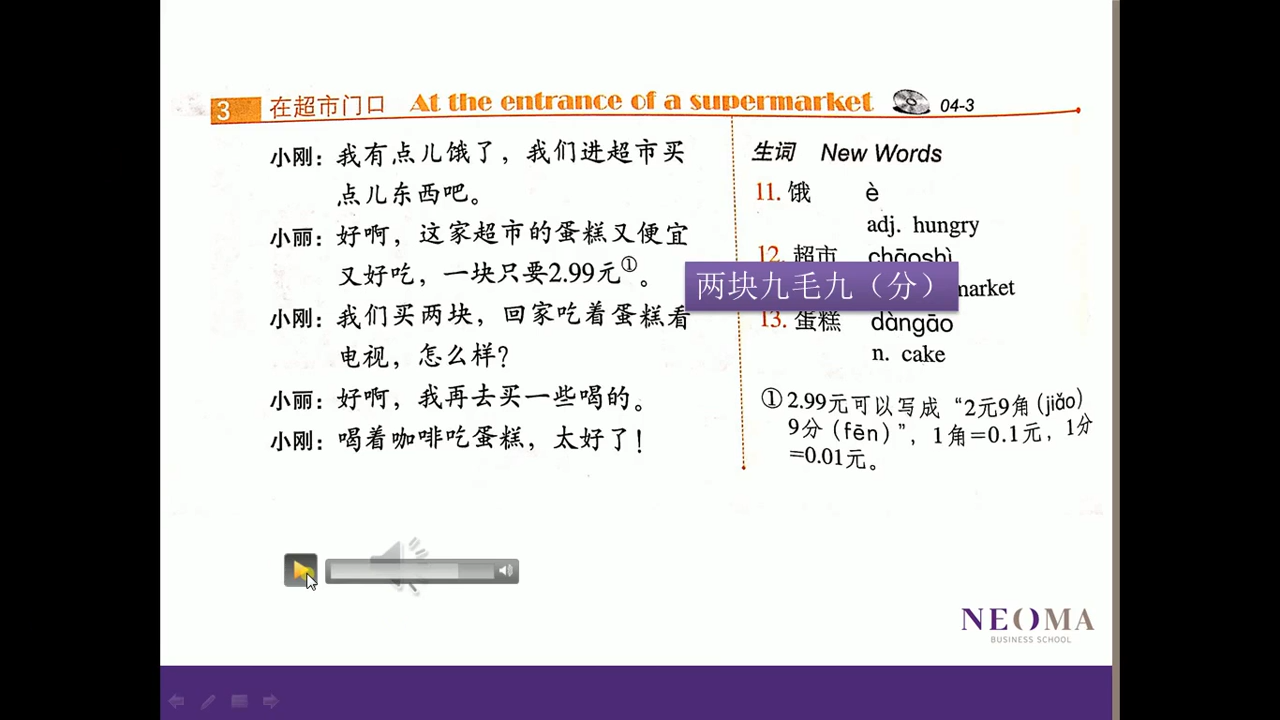 3 在超市门口 At the entrance of a supermarket 04-3
小刚：我有点儿饿了，我们进超市买
点儿东西吧。
小丽：好啊，这家超市的蛋糕又便宜
又好吃，一块只要2.99元①。
小刚：我们买两块，回家吃着蛋糕看
电视，怎么样？
小丽：好啊，我再去买一些喝的。
小刚：喝着咖啡吃蛋糕，太好了！
生词 New Words
11. 饿 è
adj. hungry
12. 超市 chāoshì
market
两块九毛九（分）
13. 蛋糕 dàngāo
n. cake
①2.99元可以写成“2元9角(jiǎo)
9分(fēn)”，1角=0.1元，1分
=0.01元。
NEOMA
BUSINESS SCHOOL